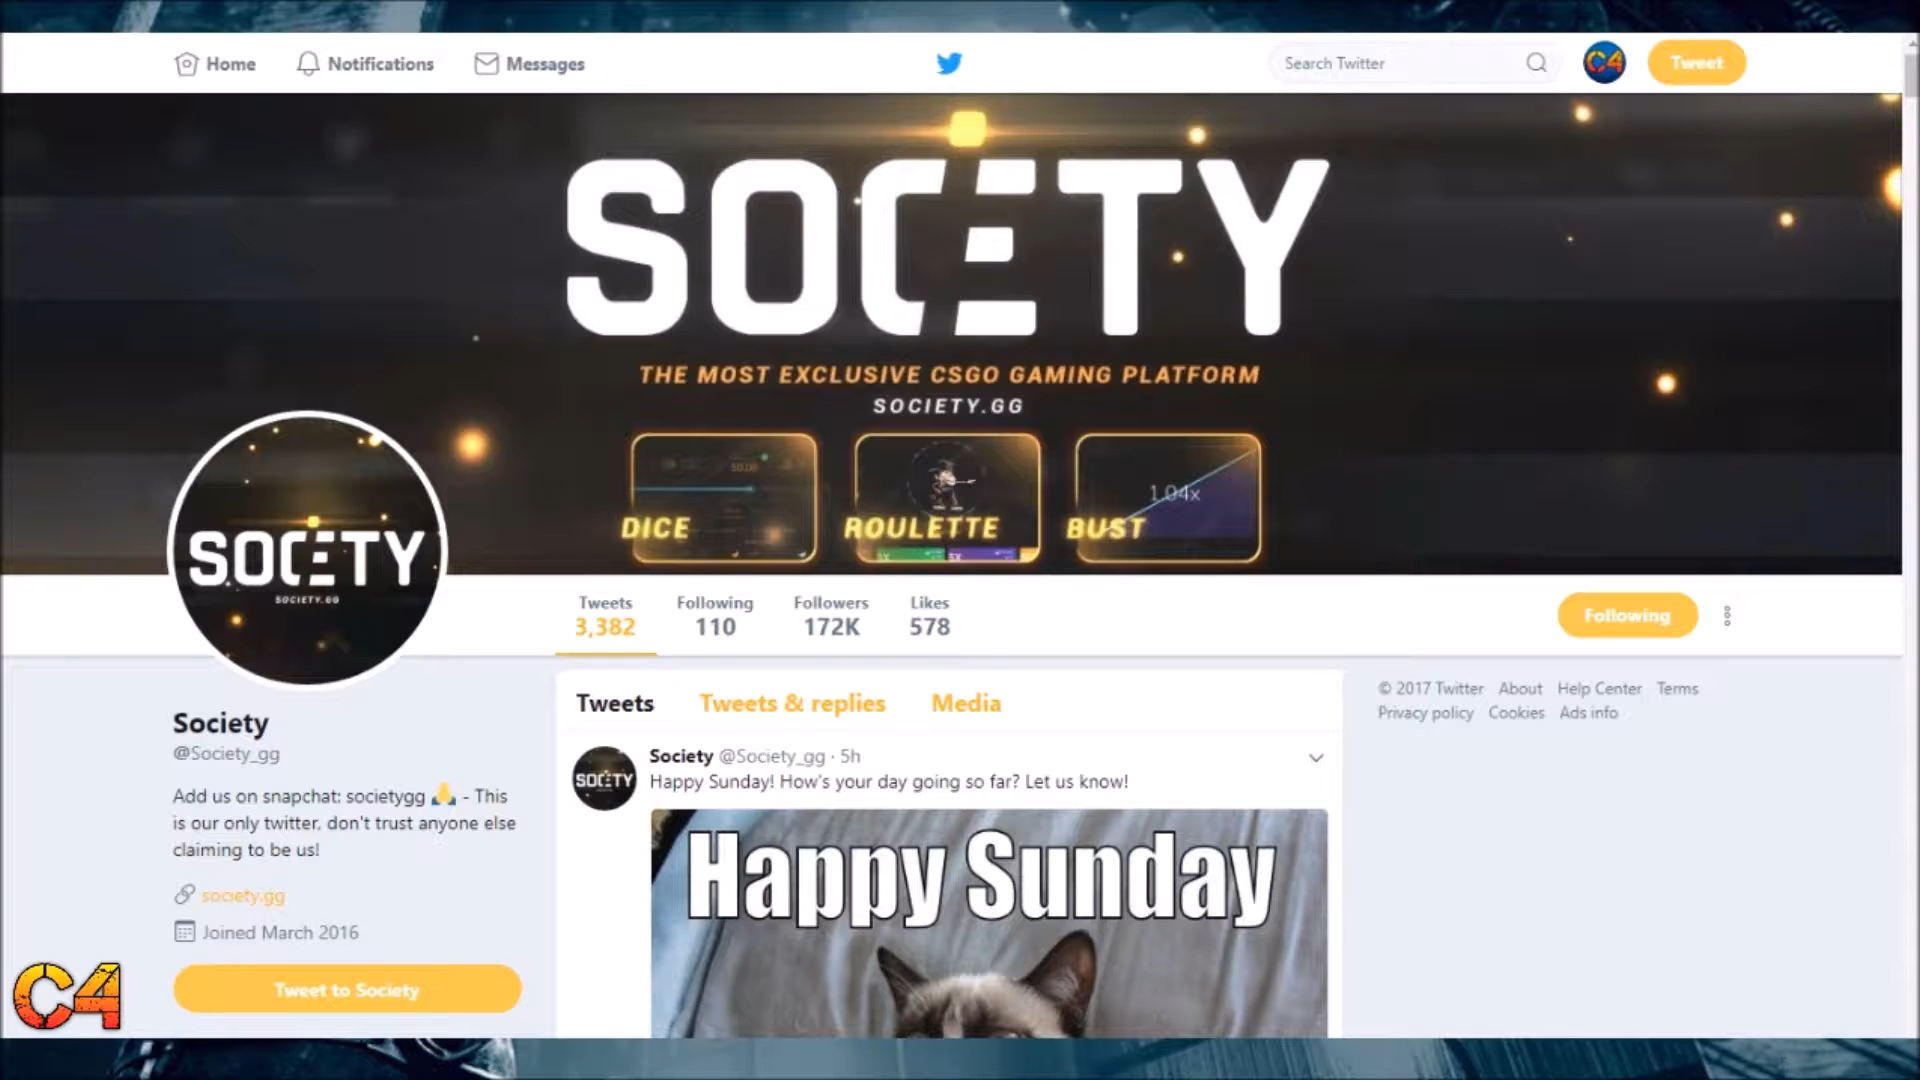 Home Notifications Messages Search Twitter C4 Tweet
SOCIETY
THE MOST EXCLUSIVE CSGO GAMING PLATFORM
SOCIETY.GG
50.00
1.04x
DICE ROULETTE BUST
5X
SOCIETY
SOCIETY.GG
Tweets Following Followers Likes
3,382 110 172K 578
Following
Society
@Society_gg
Add us on snapchat: societygg 🙏 - This
is our only twitter, don't trust anyone else
claiming to be us!
society.gg
Joined March 2016
Tweet to Society
Tweets Tweets & replies Media
SOCIETY
Society @Society_gg · 5h
Happy Sunday! How's your day going so far? Let us know!
Happy Sunday
© 2017 Twitter About Help Center Terms
Privacy policy Cookies Ads info
C4